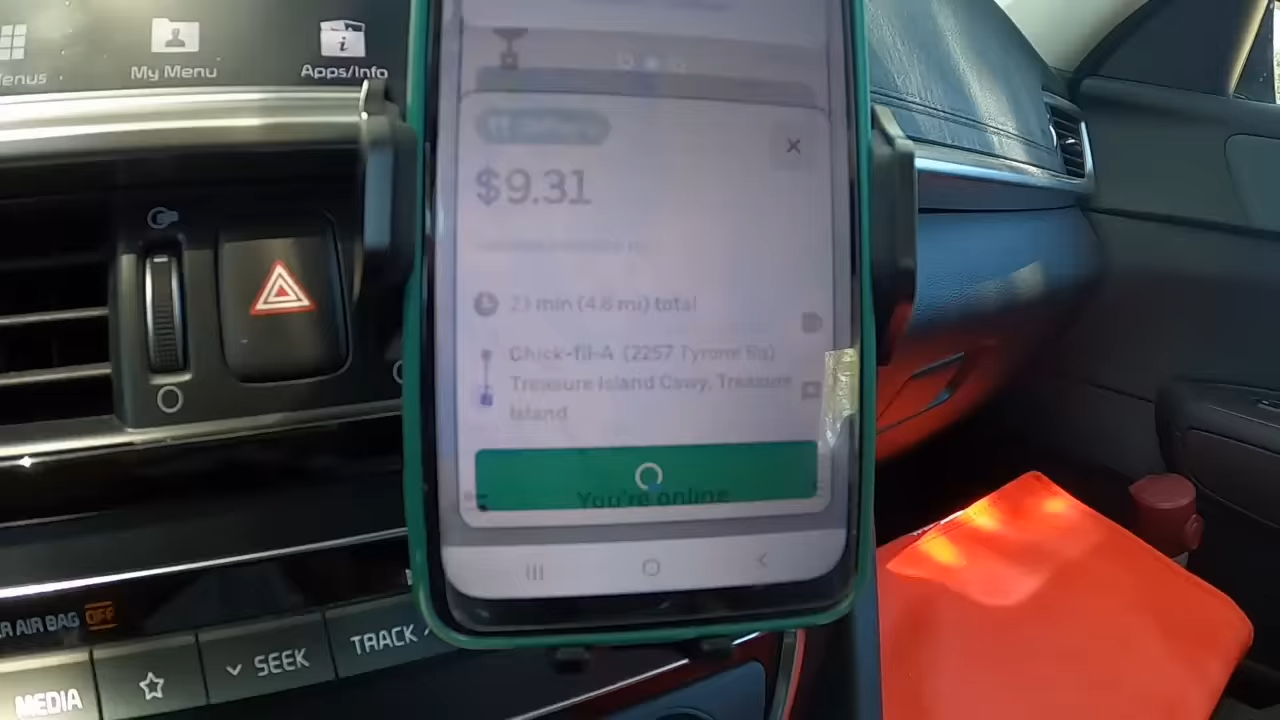 My Menu
Apps/Info
$9.31
23 min (4.6 mi) total
Chick-fil-A (2257 Tyrone
Treasure Island Cswy, Treasure
Island
You're online
AIR BAG OFF
SEEK
TRACK
MEDIA